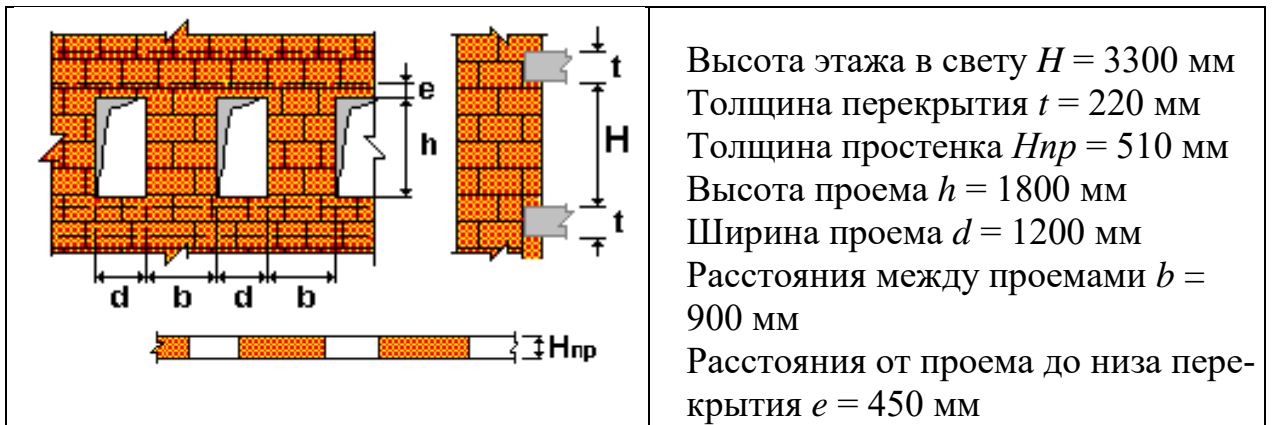 e
h
d
b
d
b
Hпр
t
H
t
Высота этажа в свету H = 3300 мм
Толщина перекрытия t = 220 мм
Толщина простенка Hпр = 510 мм
Высота проема h = 1800 мм
Ширина проема d = 1200 мм
Расстояния между проемами b =
900 мм
Расстояния от проема до низа пере-
крытия e = 450 мм